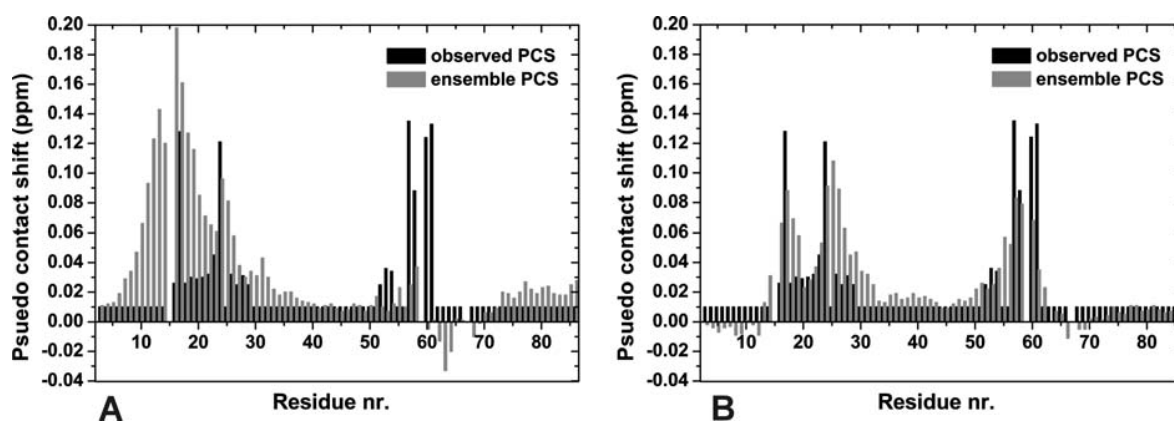 0.20
0.18
0.16
0.14
0.12
0.10
0.08
0.06
0.04
0.02
0.00
-0.02
-0.04
Psuedo contact shift (ppm)
observed PCS
ensemble PCS
10 20 30 40 50 60 70 80
Residue nr.
A
0.20
0.18
0.16
0.14
0.12
0.10
0.08
0.06
0.04
0.02
0.00
-0.02
-0.04
Psuedo contact shift (ppm)
observed PCS
ensemble PCS
10 20 30 40 50 60 70 80
Residue nr.
B